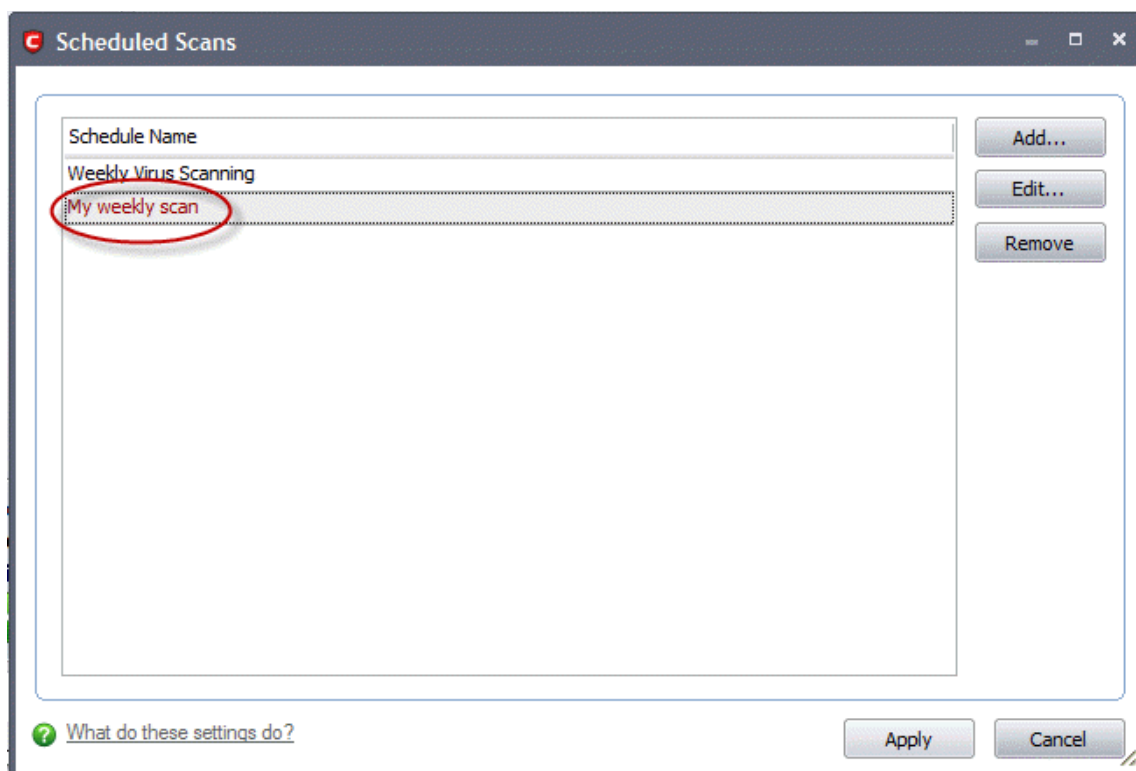 Scheduled Scans
Schedule Name
Weekly Virus Scanning
My weekly scan
Add...
Edit...
Remove
What do these settings do?
Apply
Cancel